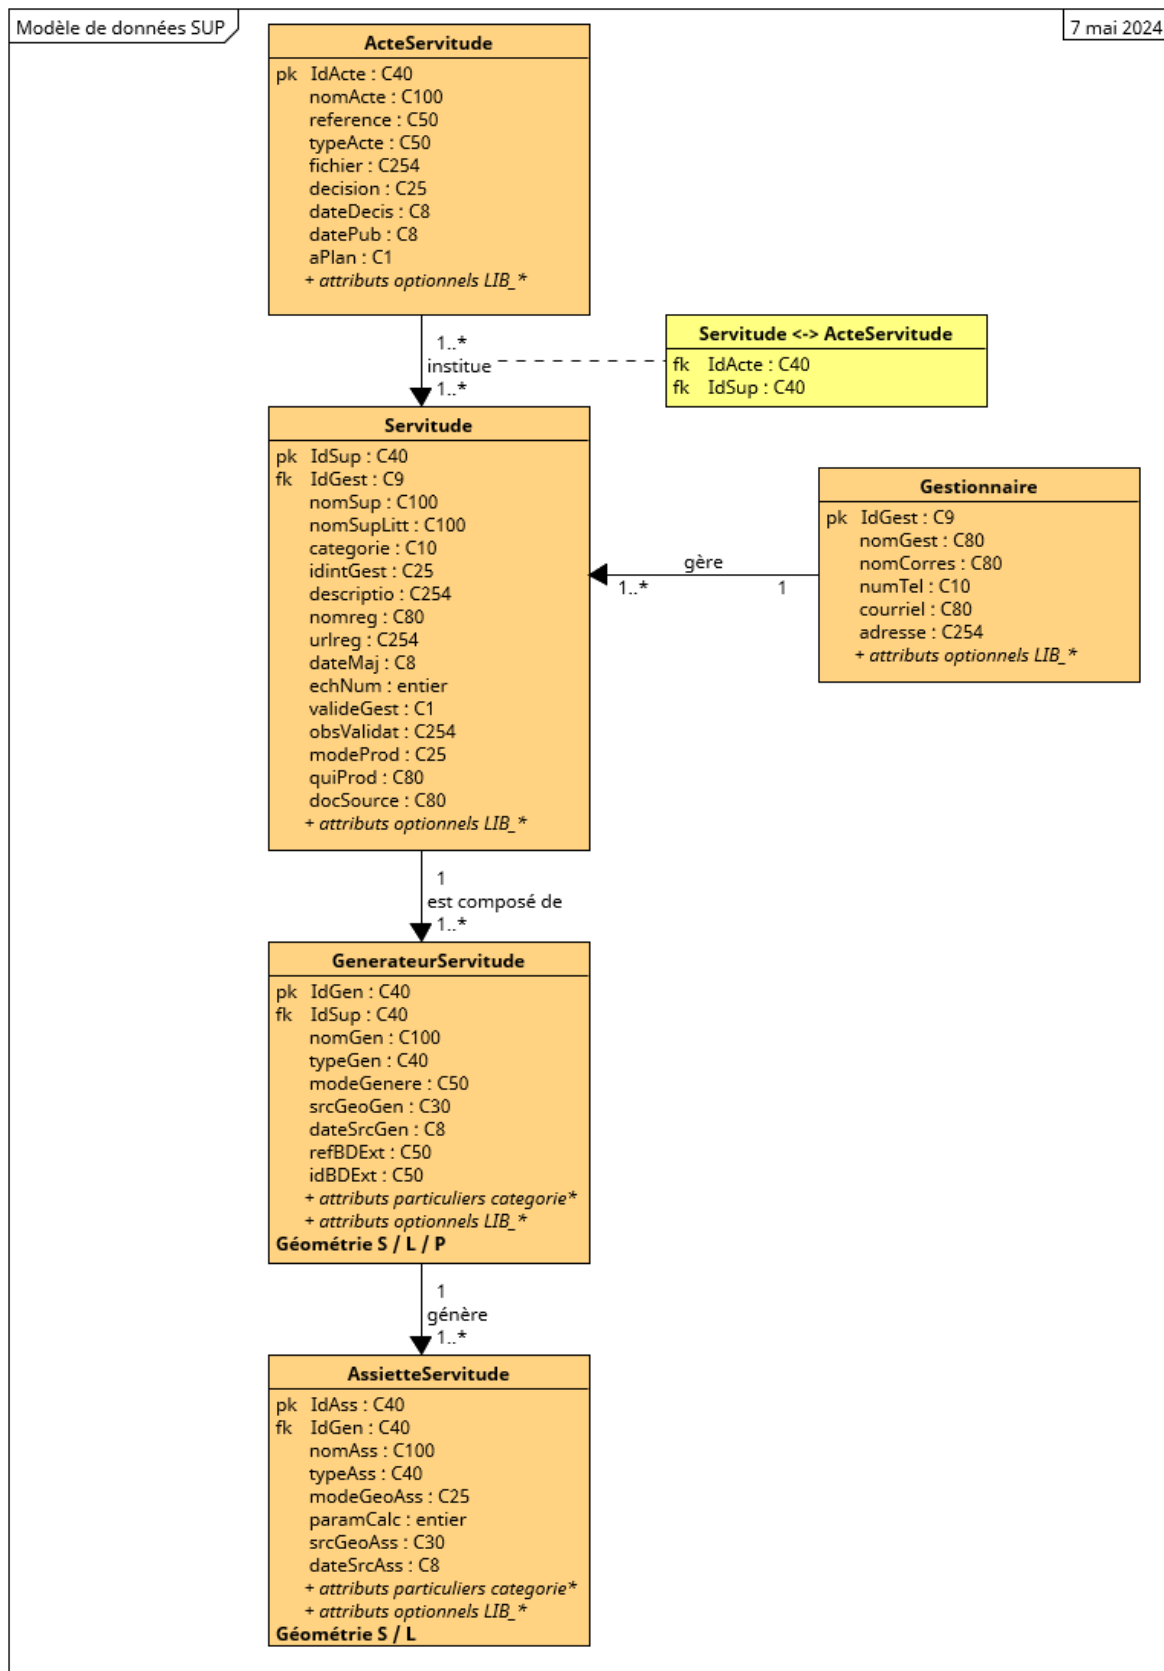 Modèle de données SUP
7 mai 2024
ActeServitude
pk IdActe : C40
nomActe : C100
reference : C50
typeActe : C50
fichier : C254
decision : C25
dateDecis : C8
datePub : C8
aPlan : C1
+ attributs optionnels LIB_*
1..*
institue
1..*
Servitude <-> ActeServitude
fk IdActe : C40
fk IdSup : C40
Servitude
pk IdSup : C40
fk IdGest : C9
nomSup : C100
nomSupLitt : C100
categorie : C10
idintGest : C25
descriptio : C254
nomreg : C80
urlreg : C254
dateMaj : C8
echNum : entier
valideGest : C1
obsValidat : C254
modeProd : C25
quiProd : C80
docSource : C80
+ attributs optionnels LIB_*
gère
1..* 1
Gestionnaire
pk IdGest : C9
nomGest : C80
nomCorres : C80
numTel : C10
courriel : C80
adresse : C254
+ attributs optionnels LIB_*
1
est composé de
1..*
GenerateurServitude
pk IdGen : C40
fk IdSup : C40
nomGen : C100
typeGen : C40
modeGenere : C50
srcGeoGen : C30
dateSrcGen : C8
refBDExt : C50
idBDExt : C50
+ attributs particuliers categorie*
+ attributs optionnels LIB_*
Géométrie S / L / P
1
génère
1..*
AssietteServitude
pk IdAss : C40
fk IdGen : C40
nomAss : C100
typeAss : C40
modeGeoAss : C25
paramCalc : entier
srcGeoAss : C30
dateSrcAss : C8
+ attributs particuliers categorie*
+ attributs optionnels LIB_*
Géométrie S / L